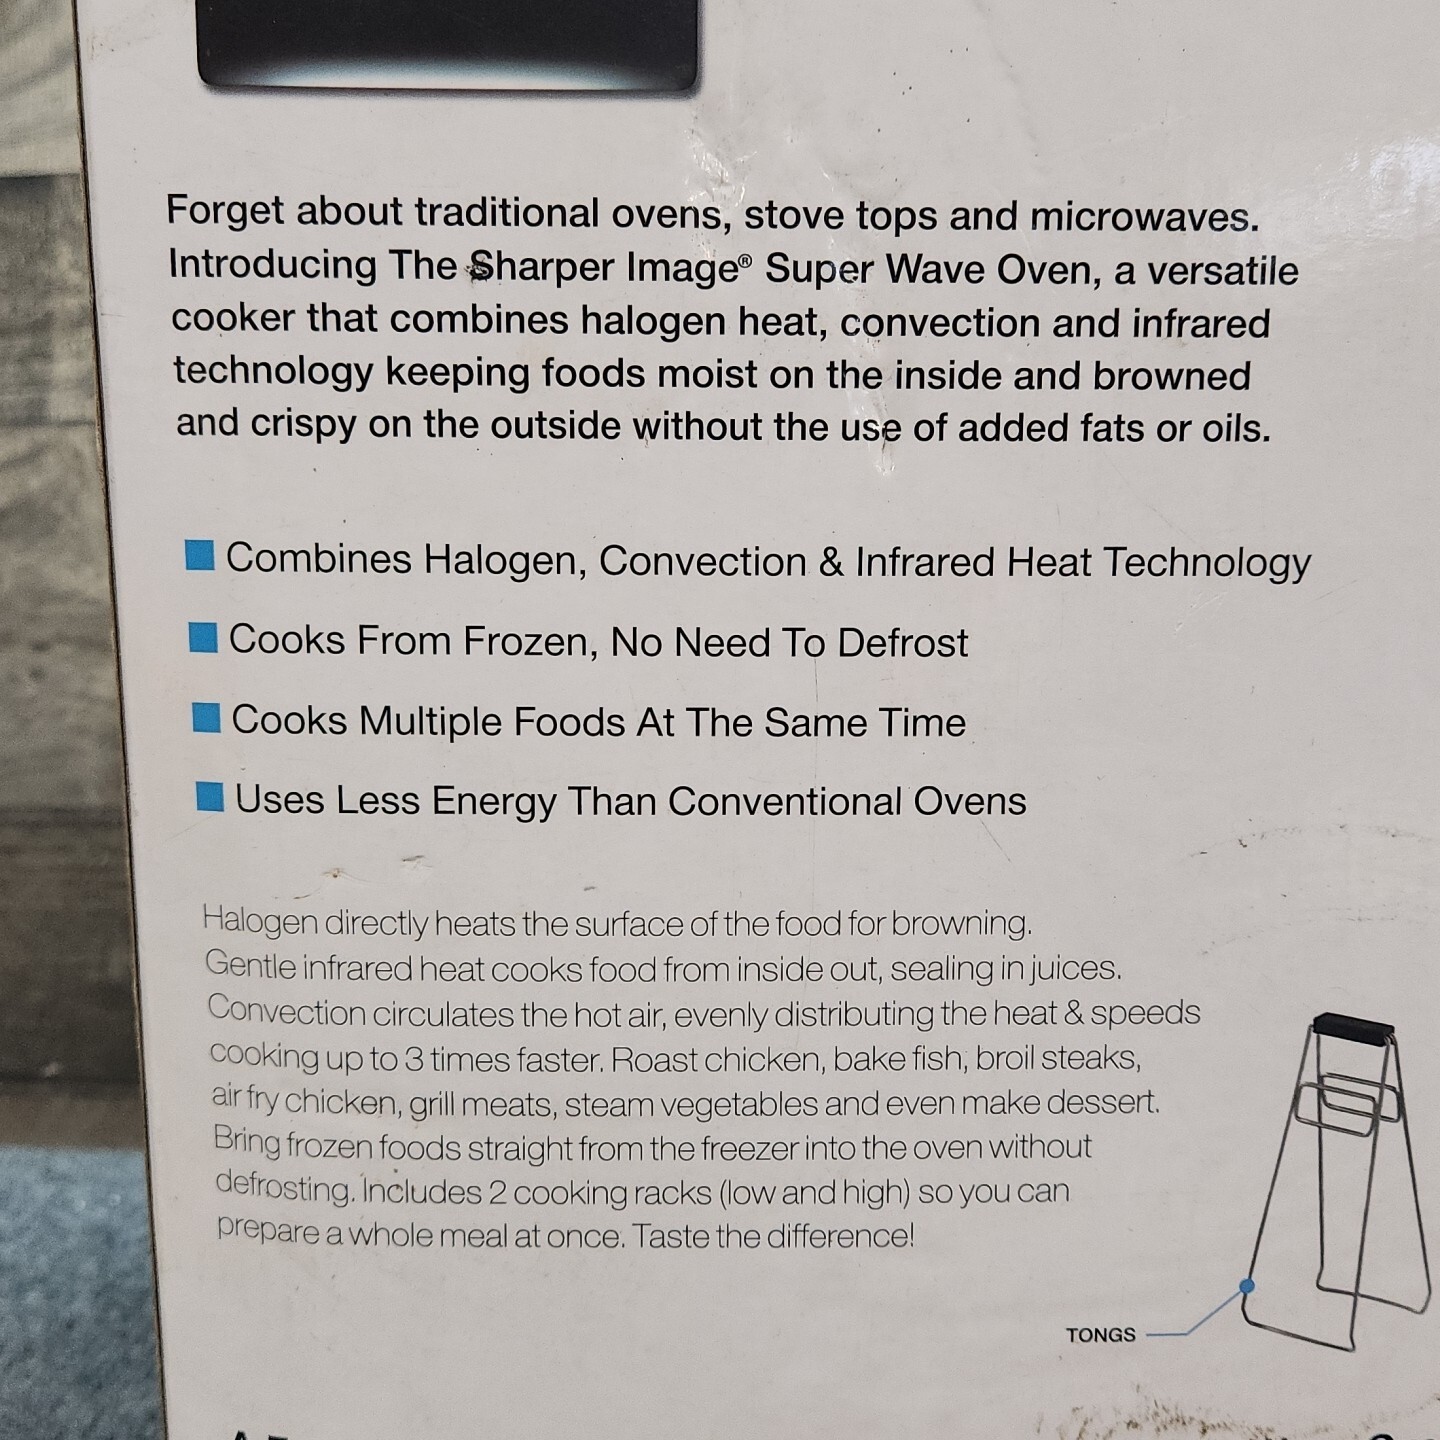 Forget about traditional ovens, stove tops and microwaves.
Introducing The Sharper Image® Super Wave Oven, a versatile
cooker that combines halogen heat, convection and infrared
technology keeping foods moist on the inside and browned
and crispy on the outside without the use of added fats or oils.
Combines Halogen, Convection & Infrared Heat Technology
Cooks From Frozen, No Need To Defrost
Cooks Multiple Foods At The Same Time
Uses Less Energy Than Conventional Ovens
Halogen directly heats the surface of the food for browning.
Gentle infrared heat cooks food from inside out, sealing in juices.
Convection circulates the hot air, evenly distributing the heat & speeds
cooking up to 3 times faster. Roast chicken, bake fish, broil steaks,
air fry chicken, grill meats, steam vegetables and even make dessert.
Bring frozen foods straight from the freezer into the oven without
defrosting. Includes 2 cooking racks (low and high) so you can
prepare a whole meal at once. Taste the difference!
TONGS